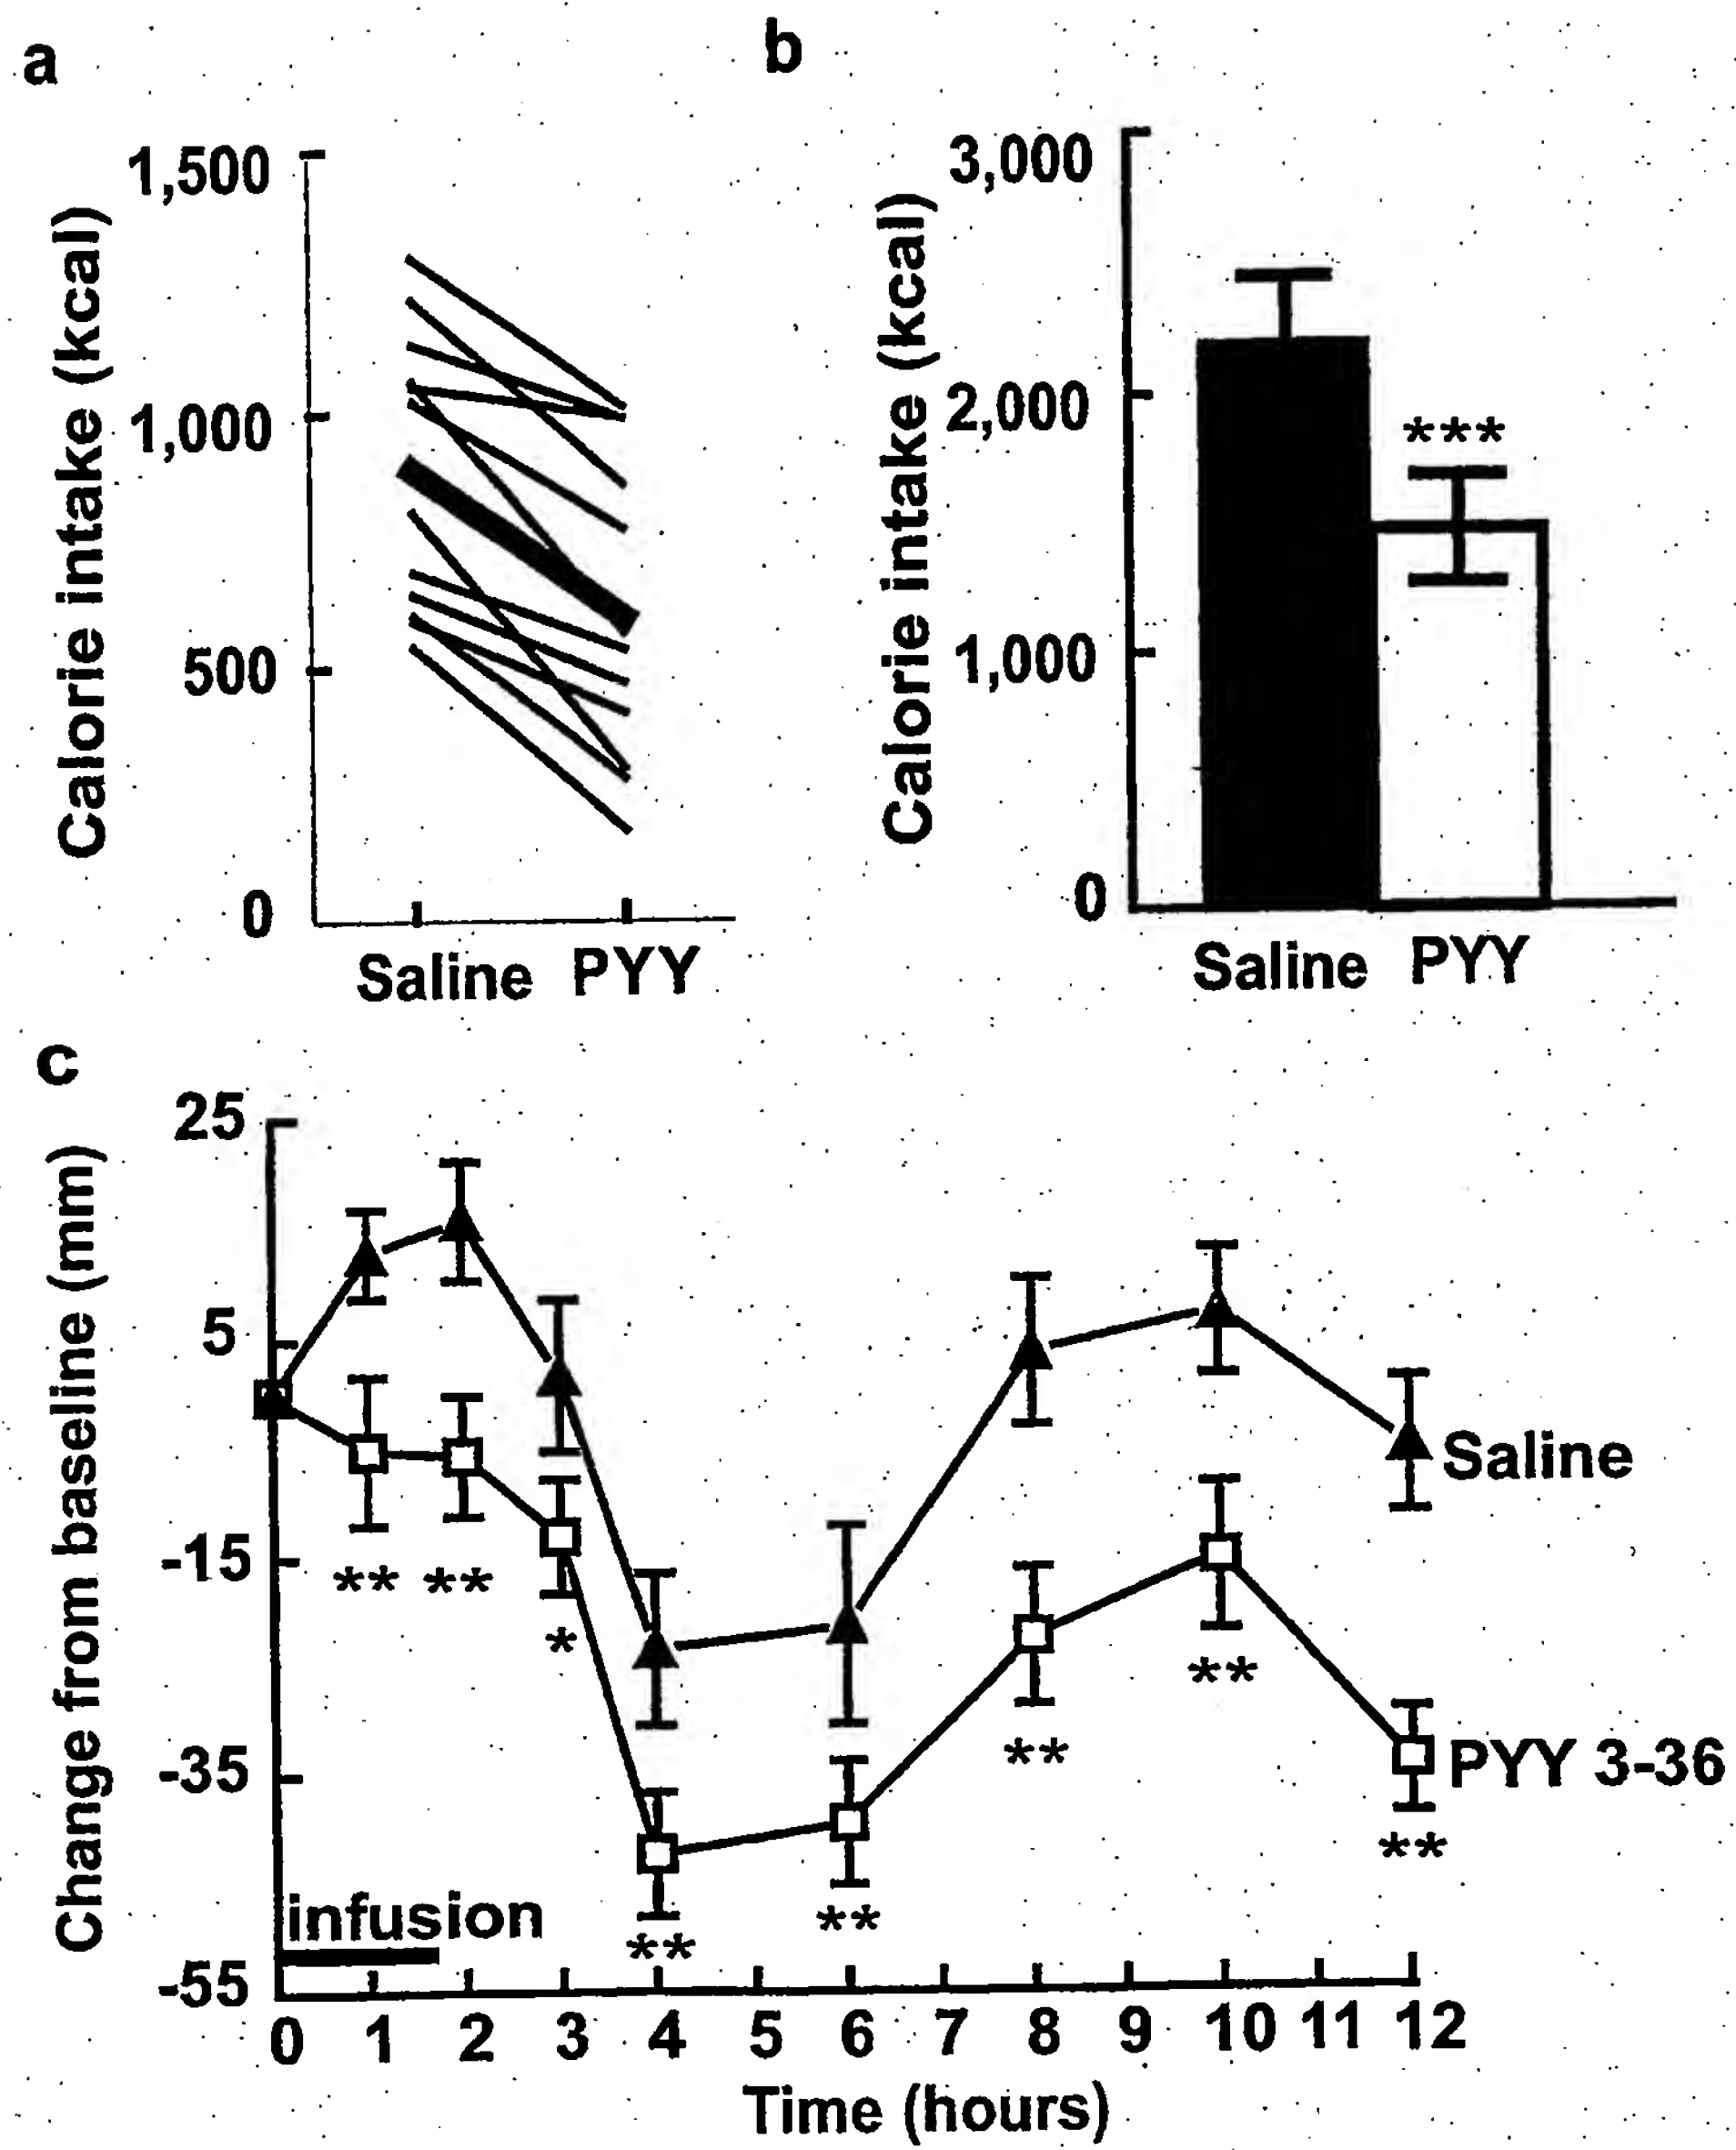 a
Calorie intake (kcal)
1,500
1,000
500
0
Saline PYY
b
Calorie intake (kcal)
3,000
2,000
1,000
0
***
Saline PYY
c
Change from baseline (mm)
25
5
-15
-35
-55
** **
*
**
**
**
**
**
Saline
PYY 3-36
infusion
0 1 2 3 4 5 6 7 8 9 10 11 12
Time (hours)